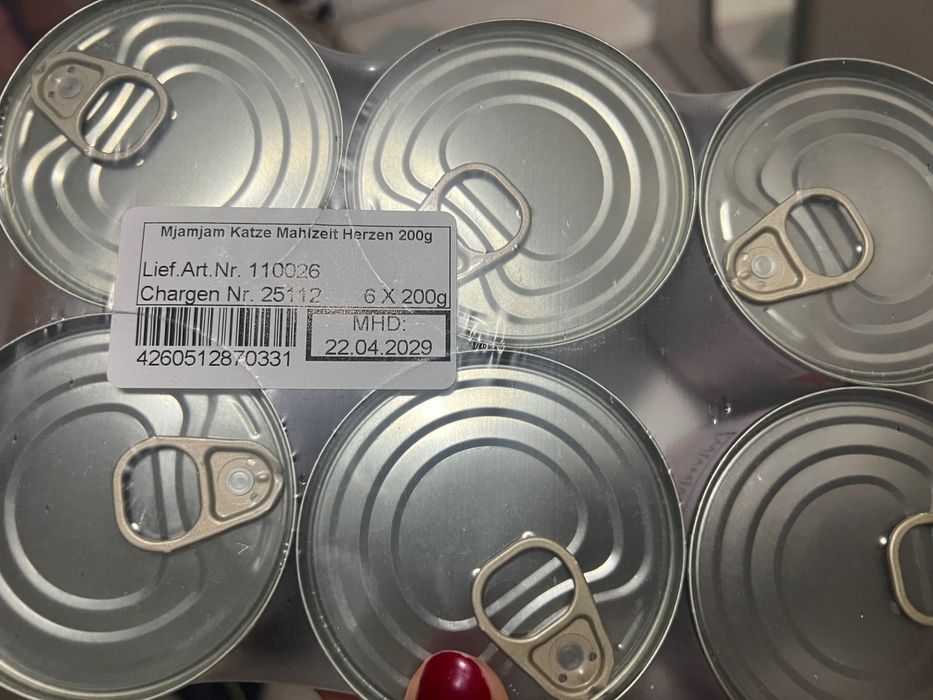 Mjamjam Katze Mahlzeit Herzen 200g
Lief.Art.Nr. 110026
Chargen Nr. 25112 6 X 200g
MHD:
22.04.2029
4260512870331